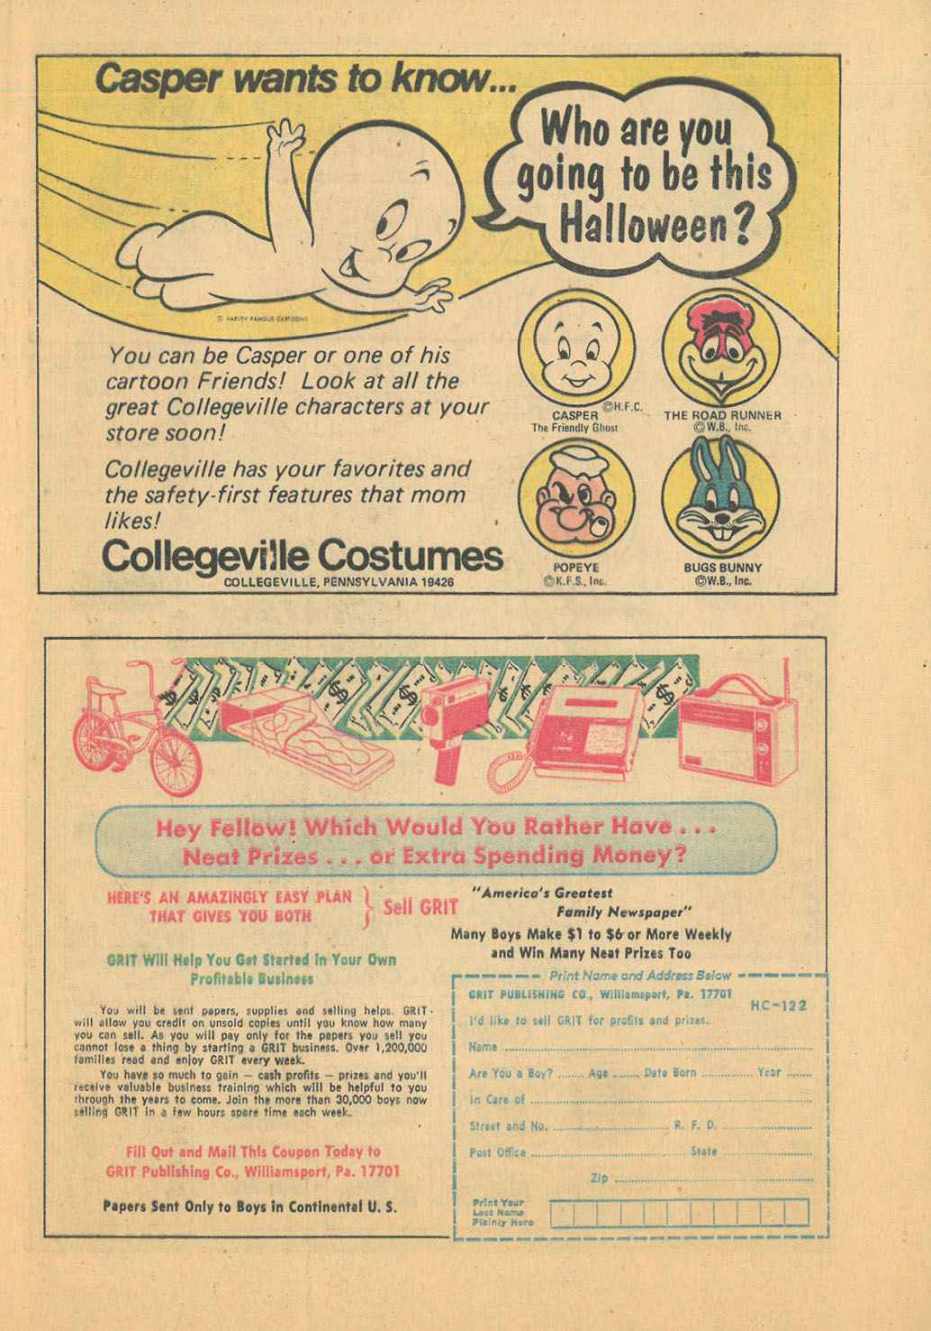 Casper wants to know...
Who are you
going to be this
Halloween?
© HARVEY FAMOUS CARTOONS
You can be Casper or one of his
cartoon Friends! Look at all the
great Collegeville characters at your
store soon!
Collegeville has your favorites and
the safety-first features that mom
likes!
Collegeville Costumes
COLLEGEVILLE, PENNSYLVANIA 19426
©H.F.C.
CASPER
The Friendly Ghost
THE ROAD RUNNER
©W.B., Inc.
POPEYE
©K.F.S., Inc.
BUGS BUNNY
©W.B., Inc.
Hey Fellow! Which Would You Rather Have . . .
Neat Prizes . . . or Extra Spending Money?
HERE'S AN AMAZINGLY EASY PLAN
THAT GIVES YOU BOTH
Sell GRIT
"America's Greatest
Family Newspaper"
Many Boys Make $1 to $6 or More Weekly
and Win Many Neat Prizes Too
GRIT Will Help You Get Started in Your Own
Profitable Business
You will be sent papers, supplies and selling helps. GRIT
will allow you credit on unsold copies until you know how many
you can sell. As you will pay only for the papers you sell you
cannot lose a thing by starting a GRIT business. Over 1,200,000
families read and enjoy GRIT every week.
You have so much to gain — cash profits — prizes and you'll
receive valuable business training which will be helpful to you
through the years to come. Join the more than 30,000 boys now
selling GRIT in a few hours spare time each week.
Fill Out and Mail This Coupon Today to
GRIT Publishing Co., Williamsport, Pa. 17701
Papers Sent Only to Boys in Continental U. S.
Print Name and Address Below
GRIT PUBLISHING CO., Williamsport, Pa. 17701
HC-122
I'd like to sell GRIT for profits and prizes.
Name
Are You a Boy? ....... Age ....... Date Born ............. Year .......
In Care of
Street and No. ............................. R. F. D. ......................
Post Office ........................................ State ......................
Zip
Print Your
Last Name
Plainly Here